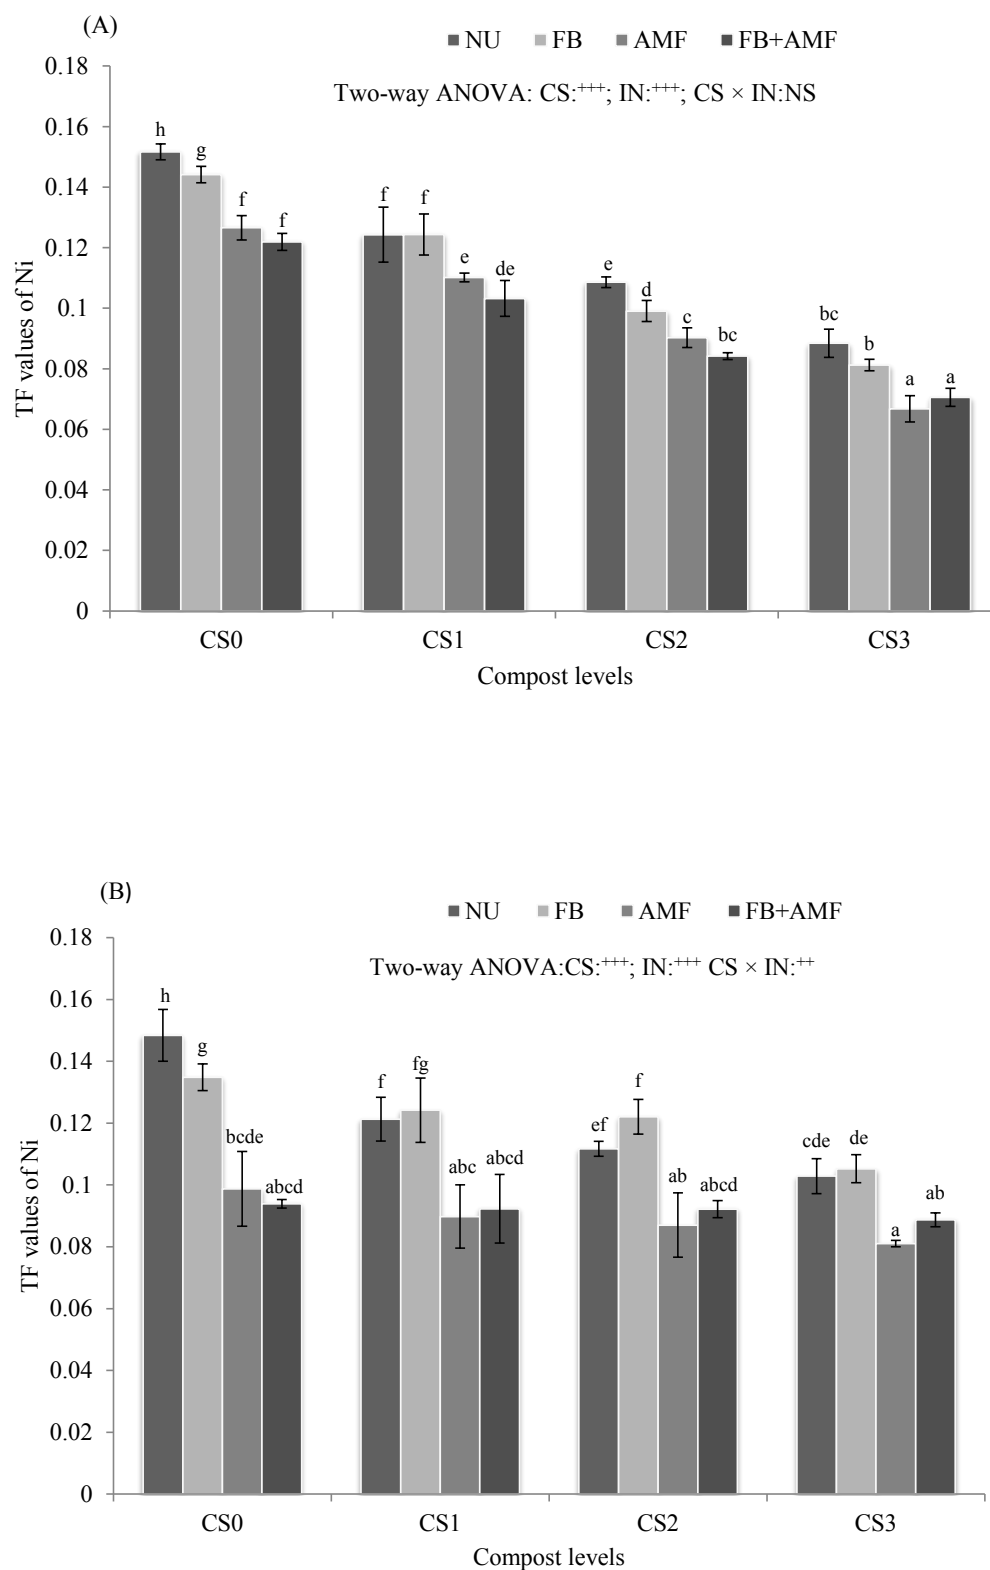 (A)
NU FB AMF FB+AMF
Two-way ANOVA: CS:+++; IN:+++; CS × IN:NS
TF values of Ni
0.18
0.16
0.14
0.12
0.1
0.08
0.06
0.04
0.02
0
h g f f
f f e de
e d c bc
bc b a a
CS0 CS1 CS2 CS3
Compost levels
(B)
NU FB AMF FB+AMF
Two-way ANOVA:CS:+++; IN:+++ CS × IN:++
TF values of Ni
0.18
0.16
0.14
0.12
0.1
0.08
0.06
0.04
0.02
0
h g bcde abcd
f fg abc abcd
ef f ab abcd
cde de a ab
CS0 CS1 CS2 CS3
Compost levels